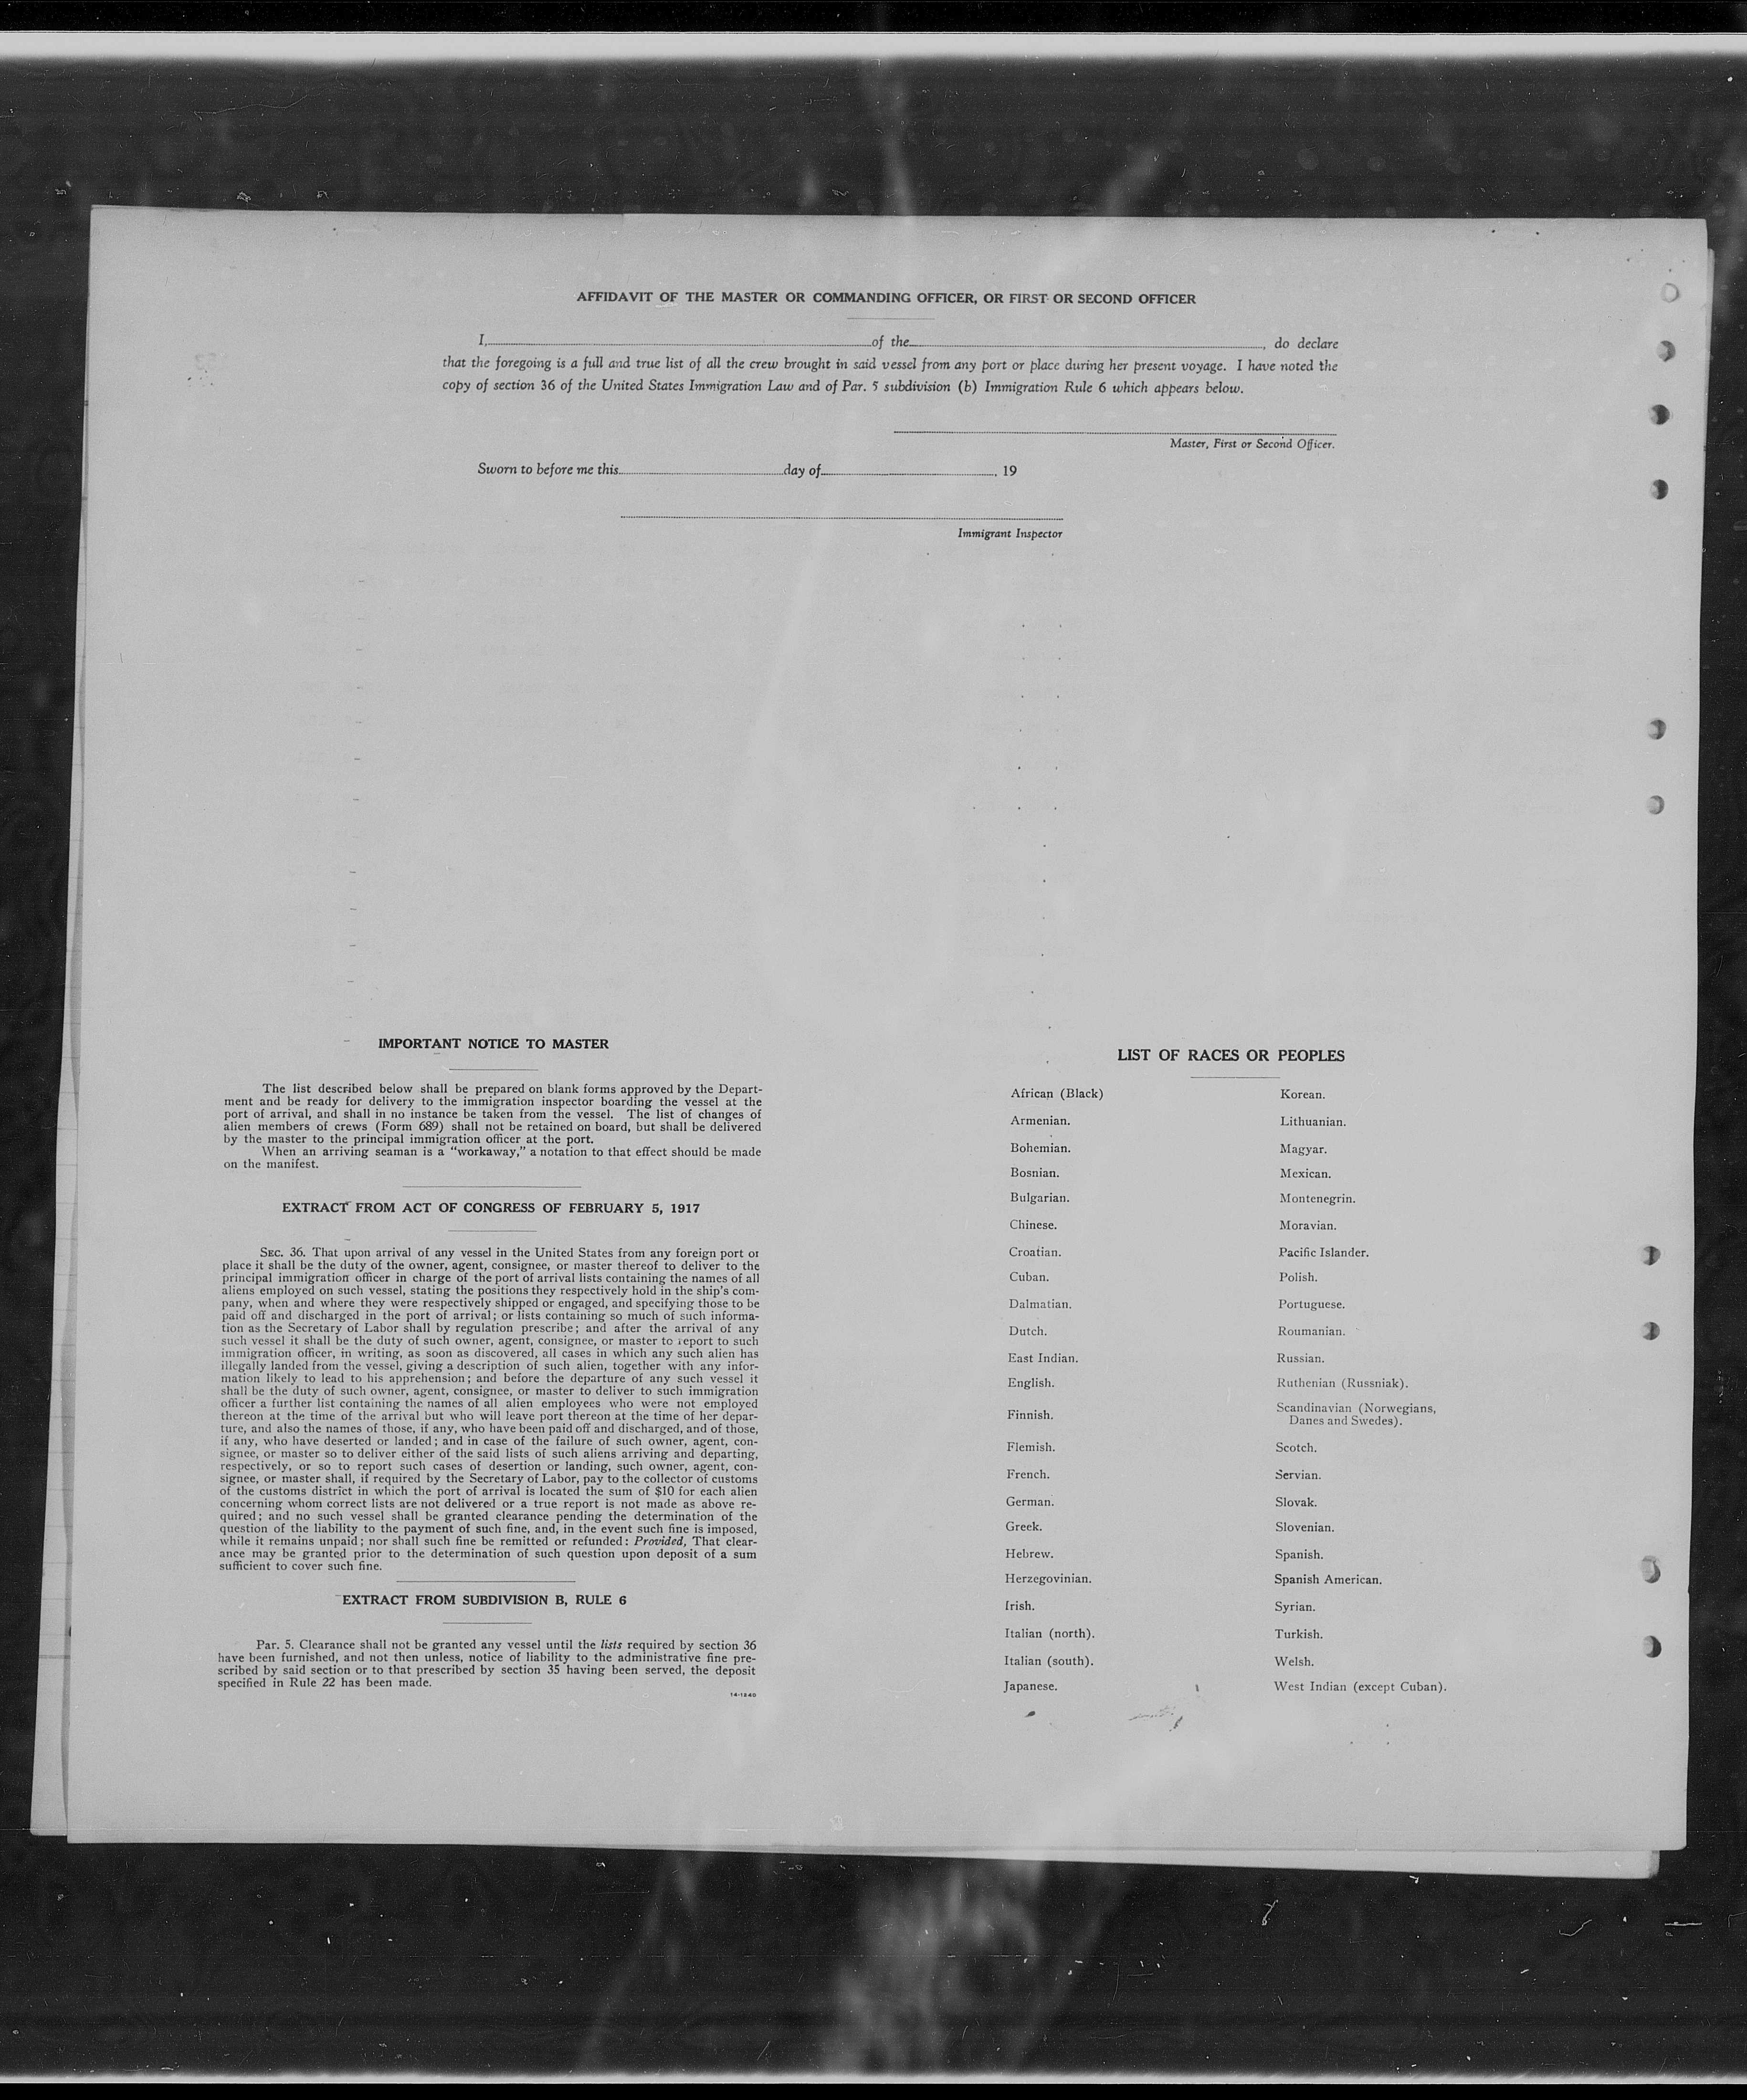 AFFIDAVIT OF THE MASTER OR COMMANDING OFFICER, OR FIRST OR SECOND OFFICER
I, of the , do declare
that the foregoing is a full and true list of all the crew brought in said vessel from any port or place during her present voyage. I have noted the
copy of section 36 of the United States Immigration Law and of Par. 5 subdivision (b) Immigration Rule 6 which appears below.
Master, First or Second Officer.
Sworn to before me this day of , 19
Immigrant Inspector
IMPORTANT NOTICE TO MASTER
The list described below shall be prepared on blank forms approved by the Depart-
ment and be ready for delivery to the immigration inspector boarding the vessel at the
port of arrival, and shall in no instance be taken from the vessel. The list of changes of
alien members of crews (Form 689) shall not be retained on board, but shall be delivered
by the master to the principal immigration officer at the port.
When an arriving seaman is a "workaway," a notation to that effect should be made
on the manifest.
EXTRACT FROM ACT OF CONGRESS OF FEBRUARY 5, 1917
SEC. 36. That upon arrival of any vessel in the United States from any foreign port or
place it shall be the duty of the owner, agent, consignee, or master thereof to deliver to the
principal immigration officer in charge of the port of arrival lists containing the names of all
aliens employed on such vessel, stating the positions they respectively hold in the ship's com-
pany, when and where they were respectively shipped or engaged, and specifying those to be
paid off and discharged in the port of arrival; or lists containing so much of such informa-
tion as the Secretary of Labor shall by regulation prescribe; and after the arrival of any
such vessel it shall be the duty of such owner, agent, consignee, or master to report to such
immigration officer, in writing, as soon as discovered, all cases in which any such alien has
illegally landed from the vessel, giving a description of such alien, together with any infor-
mation likely to lead to his apprehension; and before the departure of any such vessel it
shall be the duty of such owner, agent, consignee, or master to deliver to such immigration
officer a further list containing the names of all alien employees who were not employed
thereon at the time of the arrival but who will leave port thereon at the time of her depar-
ture, and also the names of those, if any, who have been paid off and discharged, and of those,
if any, who have deserted or landed; and in case of the failure of such owner, agent, con-
signee, or master so to deliver either of the said lists of such aliens arriving and departing,
respectively, or so to report such cases of desertion or landing, such owner, agent, con-
signee, or master shall, if required by the Secretary of Labor, pay to the collector of customs
of the customs district in which the port of arrival is located the sum of $10 for each alien
concerning whom correct lists are not delivered or a true report is not made as above re-
quired; and no such vessel shall be granted clearance pending the determination of the
question of the liability to the payment of such fine, and, in the event such fine is imposed,
while it remains unpaid; nor shall such fine be remitted or refunded: Provided, That clear-
ance may be granted prior to the determination of such question upon deposit of a sum
sufficient to cover such fine.
EXTRACT FROM SUBDIVISION B, RULE 6
Par. 5. Clearance shall not be granted any vessel until the lists required by section 36
have been furnished, and not then unless, notice of liability to the administrative fine pre-
scribed by said section or to that prescribed by section 35 having been served, the deposit
specified in Rule 22 has been made.
14-1240
LIST OF RACES OR PEOPLES
African (Black)
Armenian.
Bohemian.
Bosnian.
Bulgarian.
Chinese.
Croatian.
Cuban.
Dalmatian.
Dutch.
East Indian.
English.
Finnish.
Flemish.
French.
German.
Greek.
Hebrew.
Herzegovinian.
Irish.
Italian (north).
Italian (south).
Japanese.
Korean.
Lithuanian.
Magyar.
Mexican.
Montenegrin.
Moravian.
Pacific Islander.
Polish.
Portuguese.
Roumanian.
Russian.
Ruthenian (Russniak).
Scandinavian (Norwegians,
Danes and Swedes).
Scotch.
Servian.
Slovak.
Slovenian.
Spanish.
Spanish American.
Syrian.
Turkish.
Welsh.
West Indian (except Cuban).